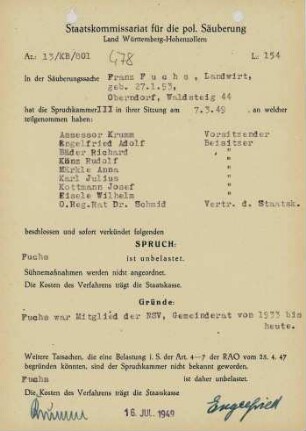 Staatskommissariat für die pol. Säuberung
Land Württemberg-Hohenzollern
Az: 13/KB/801 478 L: 154
In der Säuberungssache Franz Fuchs, Landwirt,
geb. 27.1.93,
Oberndorf, Waldsteig 44
hat die Spruchkammer III in ihrer Sitzung am 7.3.49. an welcher
teilgenommen haben:
Assessor Krumm Vorsitzender
Engelfried Adolf Beisitzer
Bäder Richard " "
Könz Rudolf "
Märkle Anna "
Karl Julius "
Kottmann Josef "
Eisele Wilhelm "
O.Reg.Rat Dr. Schmid Vertr. d. Staatsk.
beschlossen und sofort verkündet folgenden
SPRUCH:
Fuchs ist unbelastet.
Sühnemaßnahmen werden nicht angeordnet.
Die Kosten des Verfahrens trägt die Staatskasse.
Gründe:
Fuchs war Mitglied der NSV, Gemeinderat von 1933 bis
heute.
Weitere Tatsachen, die eine Belastung i. S. der Art. 4—7 der RAO vom 25. 4. 47
begründen könnten, sind der Spruchkammer nicht bekannt geworden.
Fuchs ist daher unbelastet.
Die Kosten des Verfahrens trägt die Staatskasse
Krumm 16. JUL. 1949 Engelfried